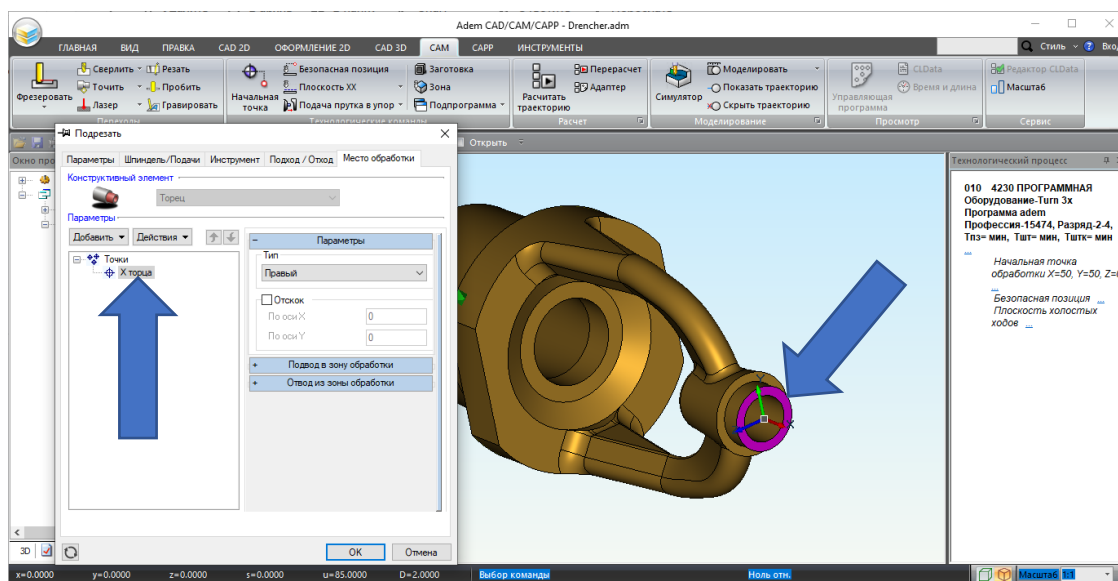 Adem CAD/CAM/CAPP - Drencher.adm
ГЛАВНАЯ ВИД ПРАВКА CAD 2D ОФОРМЛЕНИЕ 2D CAD 3D CAM CAPP ИНСТРУМЕНТЫ
Стиль
Фрезеровать
Сверлить
Точить
Лазер
Резать
Пробить
Гравировать
Переходы
Начальная
точка
Безопасная позиция
Плоскость XX
Подача прутка в упор
Заготовка
Зона
Подпрограмма
Технологические команды
Расчитать
траекторию
Перерасчет
Адаптер
Расчет
Симулятор
Моделировать
Показать траекторию
Скрыть траекторию
Моделирование
Управляющая
программа
CLData
Время и длина
Просмотр
Редактор CLData
Масштаб
Сервис
Открыть
Окно про
Подрезать
Параметры Шпиндель/Подачи Инструмент Подход / Отход Место обработки
Конструктивный элемент
Торец
Параметры
Добавить Действия
Точки
X торца
Параметры
Тип
Правый
Отскок
По оси X 0
По оси Y 0
Подвод в зону обработки
Отвод из зоны обработки
OK Отмена
Y
X
Технологический процесс
010 4230 ПРОГРАММНАЯ
Оборудование-Turn 3x
Программа adem
Профессия-15474, Разряд-2-4,
Тпз= мин, Тшт= мин, Тштк= мин
...
Начальная точка
обработки X=50, Y=50, Z=
...
Безопасная позиция ...
Плоскость холостых
ходов ...
3D
x=0.0000 y=0.0000 z=0.0000 s=0.0000 u=85.0000 D=2.0000 Выбор команды Ноль отн. Масштаб 1:1